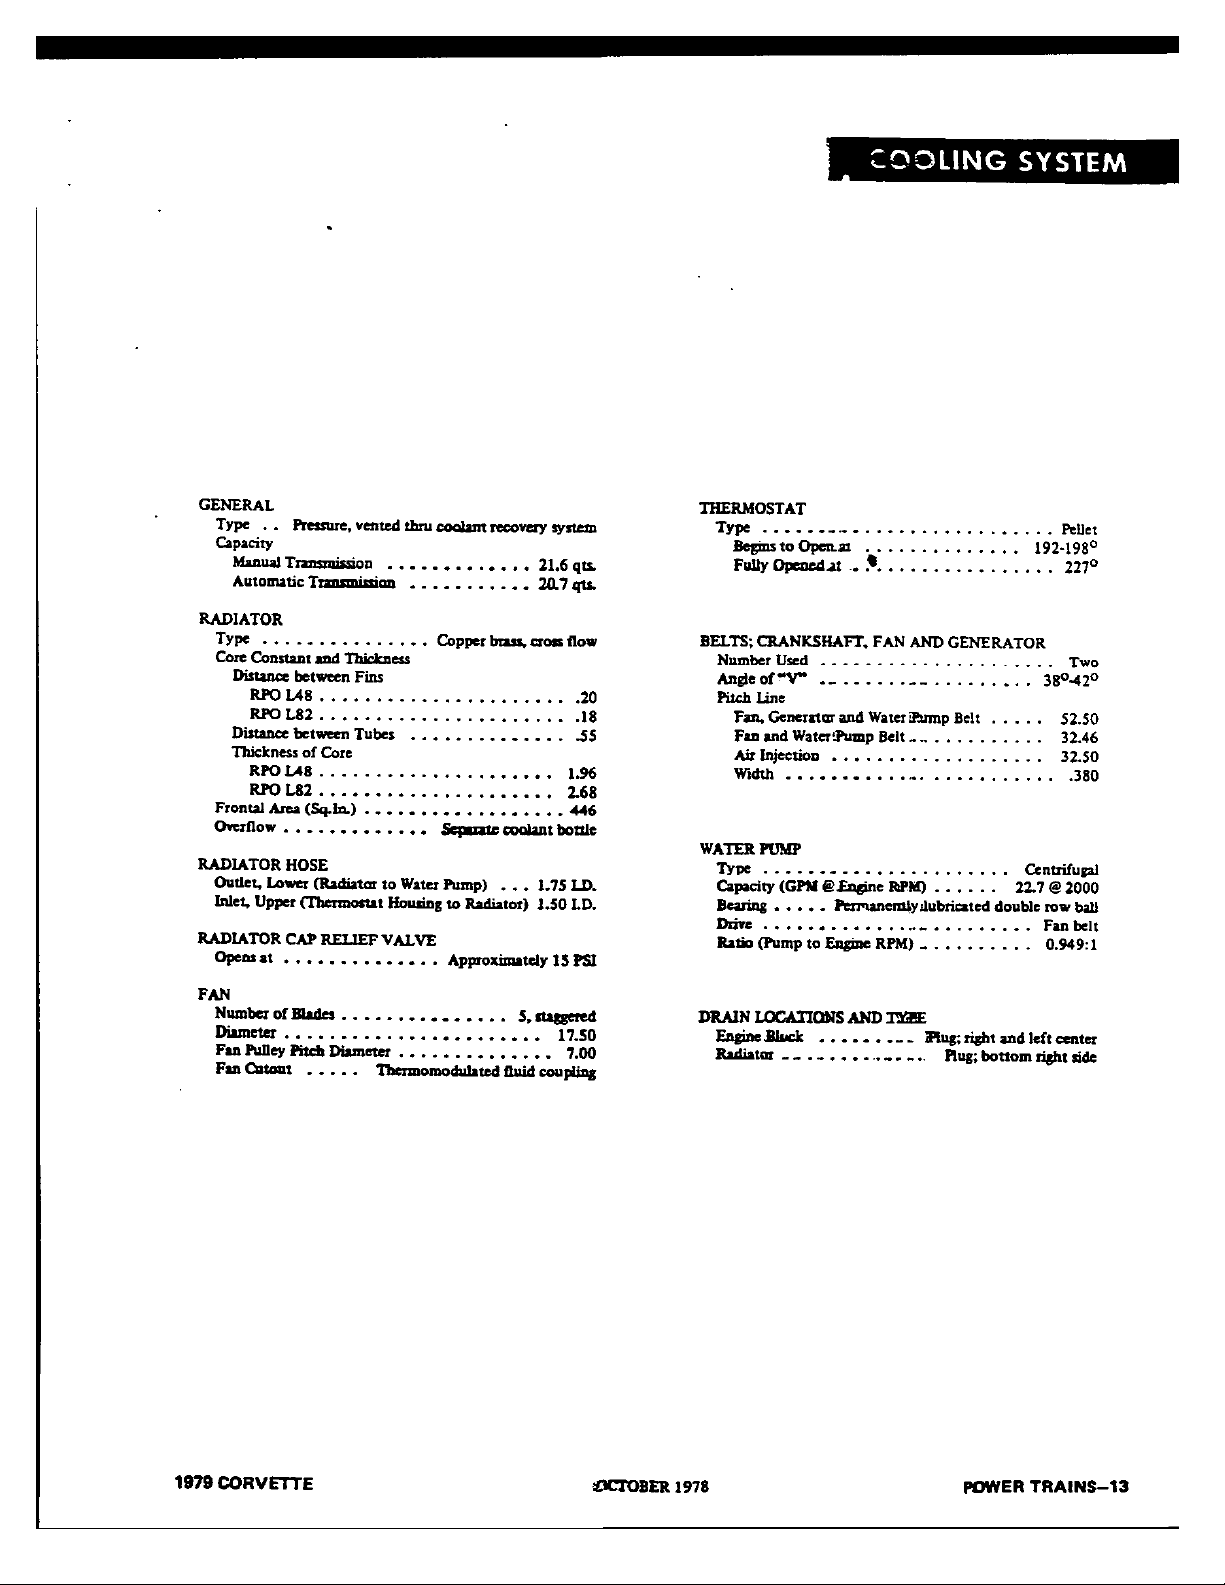 COOLING SYSTEM
GENERAL
Type . . Pressure, vented thru coolant recovery system
Capacity
Manual Transmission . . . . . . . . . . . . . 21.6 qts.
Automatic Transmission . . . . . . . . . . . 20.7 qts.
RADIATOR
Type . . . . . . . . . . . . . . . Copper brass, cross flow
Core Constant and Thickness
Distance between Fins
RPO L48 . . . . . . . . . . . . . . . . . . . . . . .20
RPO L82 . . . . . . . . . . . . . . . . . . . . . . .18
Distance between Tubes . . . . . . . . . . . . . . .55
Thickness of Core
RPO L48 . . . . . . . . . . . . . . . . . . . . . 1.96
RPO L82 . . . . . . . . . . . . . . . . . . . . . 2.68
Frontal Area (Sq.In.) . . . . . . . . . . . . . . . . . . 446
Overflow . . . . . . . . . . . . . Separate coolant bottle
RADIATOR HOSE
Outlet, Lower (Radiator to Water Pump) . . . 1.75 I.D.
Inlet, Upper (Thermostat Housing to Radiator) 1.50 I.D.
RADIATOR CAP RELIEF VALVE
Opens at . . . . . . . . . . . . . . Approximately 15 PSI
FAN
Number of Blades . . . . . . . . . . . . . . . 5, staggered
Diameter . . . . . . . . . . . . . . . . . . . . . . . 17.50
Fan Pulley Pitch Diameter . . . . . . . . . . . . . . 7.00
Fan Cutout . . . . . Thermomodulated fluid coupling
THERMOSTAT
Type . . . . . . . . . . . . . . . . . . . . . . . . . . Pellet
Begins to Open at . . . . . . . . . . . . . . 192-198°
Fully Opened at . . . . . . . . . . . . . . . . . . 227°
BELTS; CRANKSHAFT, FAN AND GENERATOR
Number Used . . . . . . . . . . . . . . . . . . . . . Two
Angle of "V" . . . . . . . . . . . . . . . . . . . 38°-42°
Pitch Line
Fan, Generator and Water Pump Belt . . . . . 52.50
Fan and Water Pump Belt . . . . . . . . . . . . 32.46
Air Injection . . . . . . . . . . . . . . . . . . . 32.50
Width . . . . . . . . . . . . . . . . . . . . . . . . .380
WATER PUMP
Type . . . . . . . . . . . . . . . . . . . . . . Centrifugal
Capacity (GPM @ Engine RPM) . . . . . . 22.7 @ 2000
Bearing . . . . . Permanently lubricated double row ball
Drive . . . . . . . . . . . . . . . . . . . . . . . . Fan belt
Ratio (Pump to Engine RPM) . . . . . . . . . . 0.949:1
DRAIN LOCATIONS AND TYPE
Engine Block . . . . . . . . . Plug; right and left center
Radiator . . . . . . . . . . . . . Plug; bottom right side
1979 CORVETTE OCTOBER 1978 POWER TRAINS—13